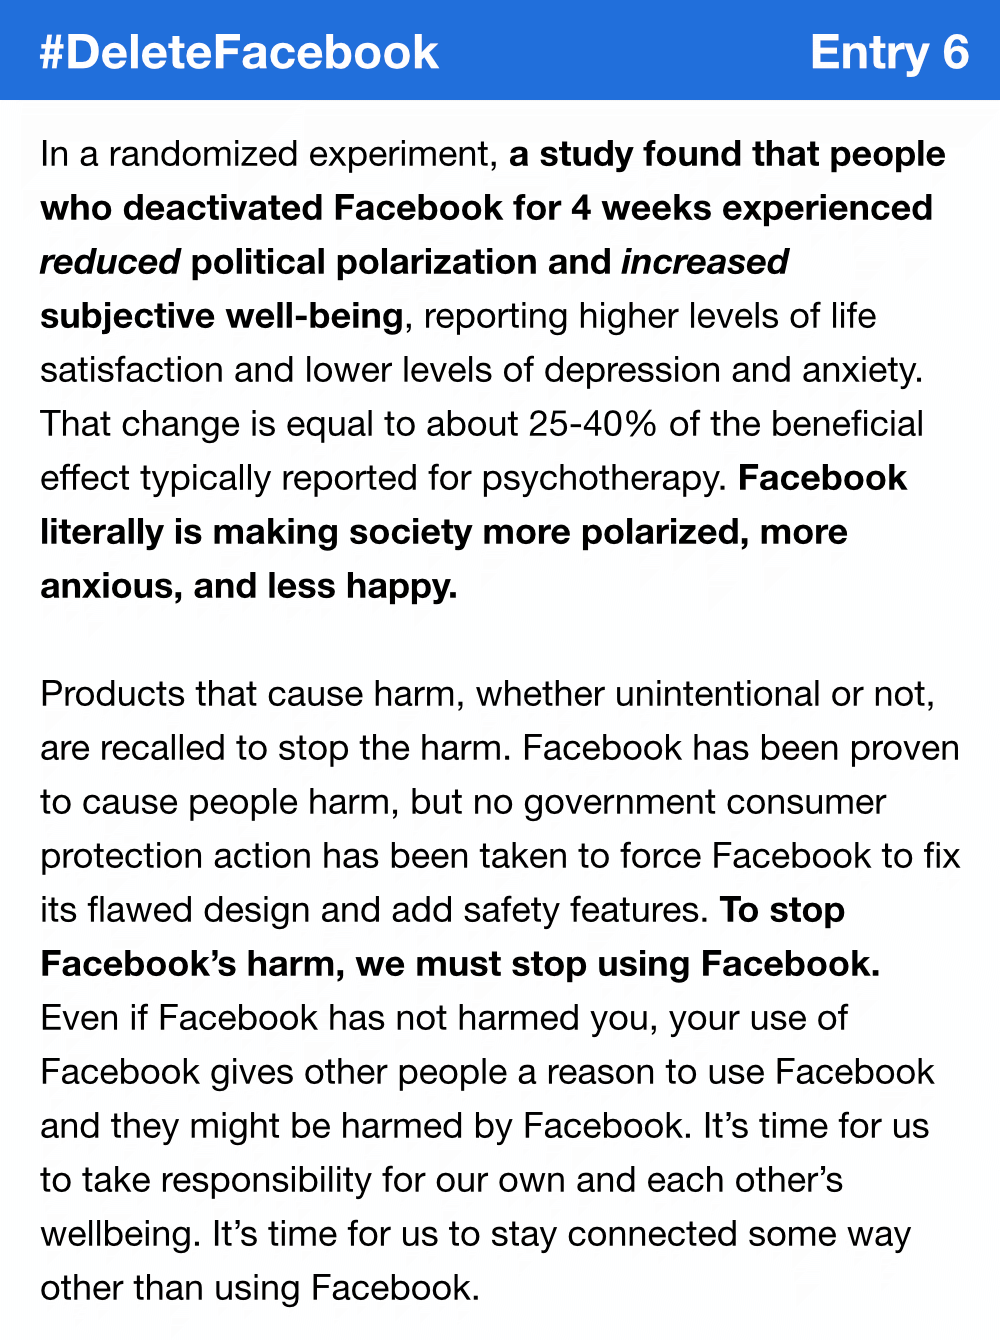 #DeleteFacebook Entry 6
In a randomized experiment, a study found that people
who deactivated Facebook for 4 weeks experienced
reduced political polarization and increased
subjective well-being, reporting higher levels of life
satisfaction and lower levels of depression and anxiety.
That change is equal to about 25-40% of the beneficial
effect typically reported for psychotherapy. Facebook
literally is making society more polarized, more
anxious, and less happy.
Products that cause harm, whether unintentional or not,
are recalled to stop the harm. Facebook has been proven
to cause people harm, but no government consumer
protection action has been taken to force Facebook to fix
its flawed design and add safety features. To stop
Facebook’s harm, we must stop using Facebook.
Even if Facebook has not harmed you, your use of
Facebook gives other people a reason to use Facebook
and they might be harmed by Facebook. It’s time for us
to take responsibility for our own and each other’s
wellbeing. It’s time for us to stay connected some way
other than using Facebook.